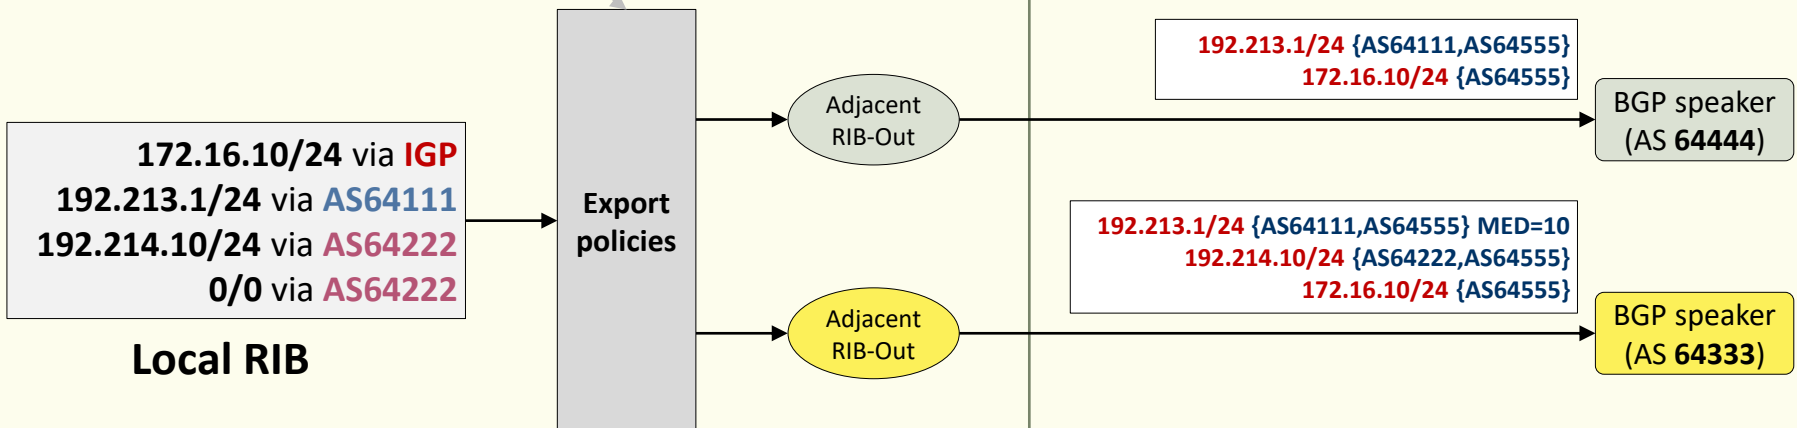 172.16.10/24 via IGP
192.213.1/24 via AS64111
192.214.10/24 via AS64222
0/0 via AS64222
Local RIB
Export
policies
Adjacent
RIB-Out
192.213.1/24 {AS64111,AS64555}
172.16.10/24 {AS64555}
BGP speaker
(AS 64444)
Adjacent
RIB-Out
192.213.1/24 {AS64111,AS64555} MED=10
192.214.10/24 {AS64222,AS64555}
172.16.10/24 {AS64555}
BGP speaker
(AS 64333)